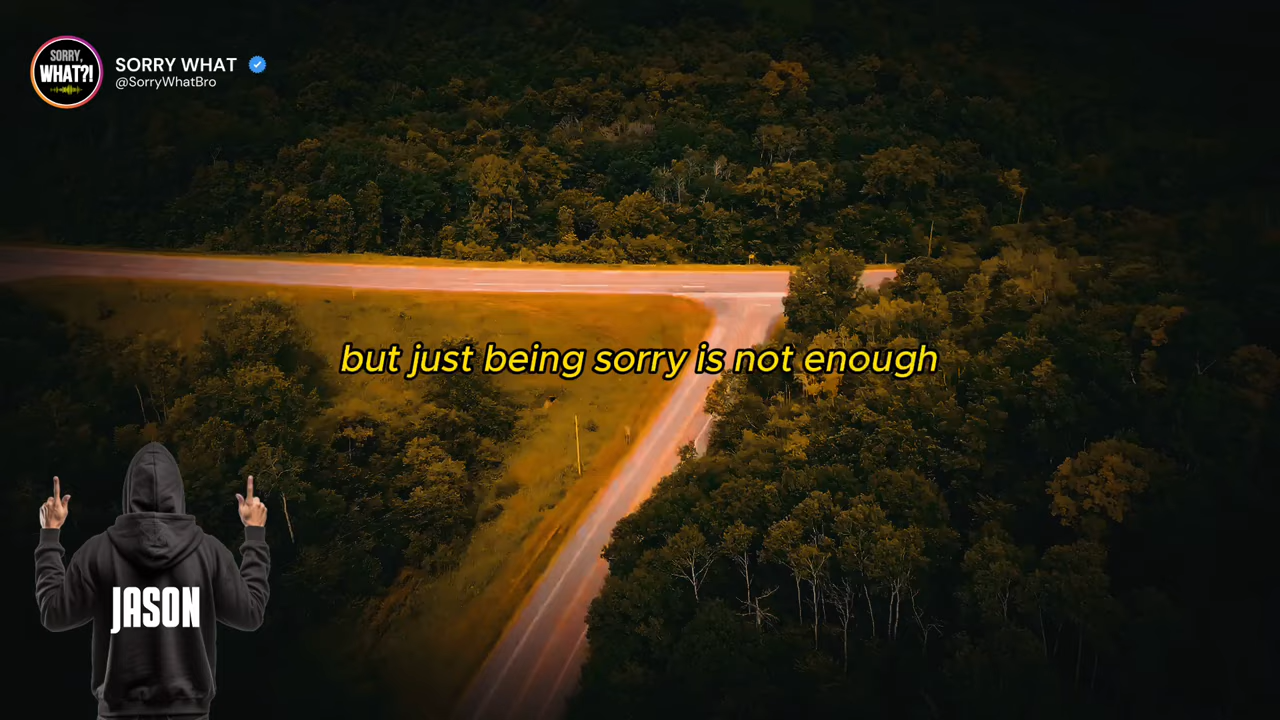 SORRY,
WHAT?!
SORRY WHAT
@SorryWhatBro
but just being sorry is not enough
JASON